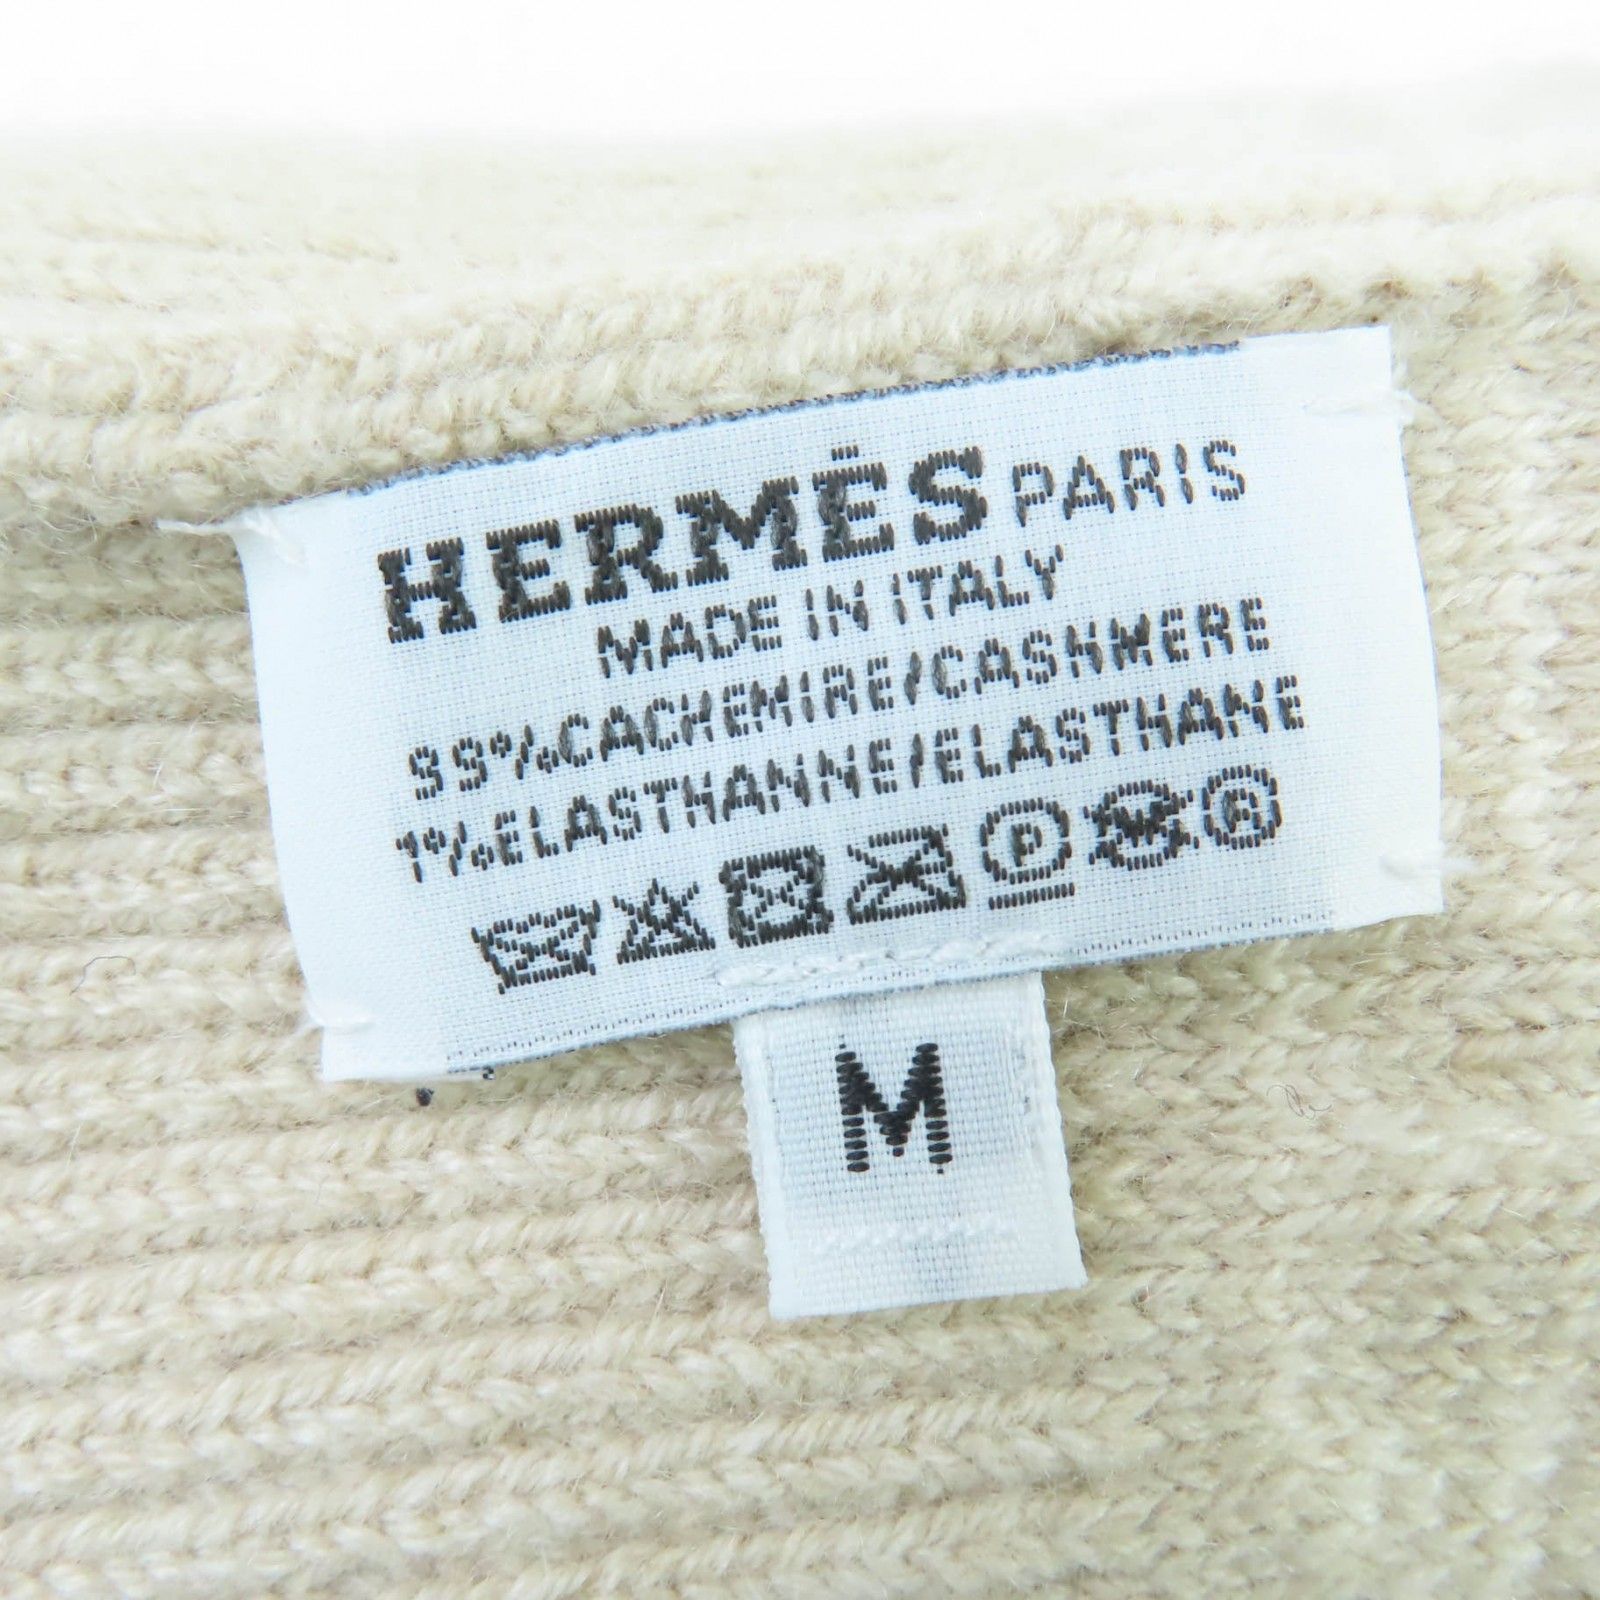 HERMÈS PARIS
MADE IN ITALY
99%CACHEMIRE/CASHMERE
1%ELASTHANNE/ELASTHANE
P W A
M